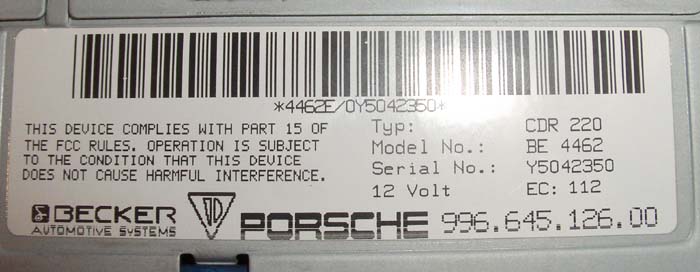 *4462E/0Y5042350*
THIS DEVICE COMPLIES WITH PART 15 OF
THE FCC RULES. OPERATION IS SUBJECT
TO THE CONDITION THAT THIS DEVICE
DOES NOT CAUSE HARMFUL INTERFERENCE.
Typ: CDR 220
Model No.: BE 4462
Serial No.: Y5042350
12 Volt EC: 112
BECKER
AUTOMOTIVE SYSTEMS
PORSCHE 996.645.126.00